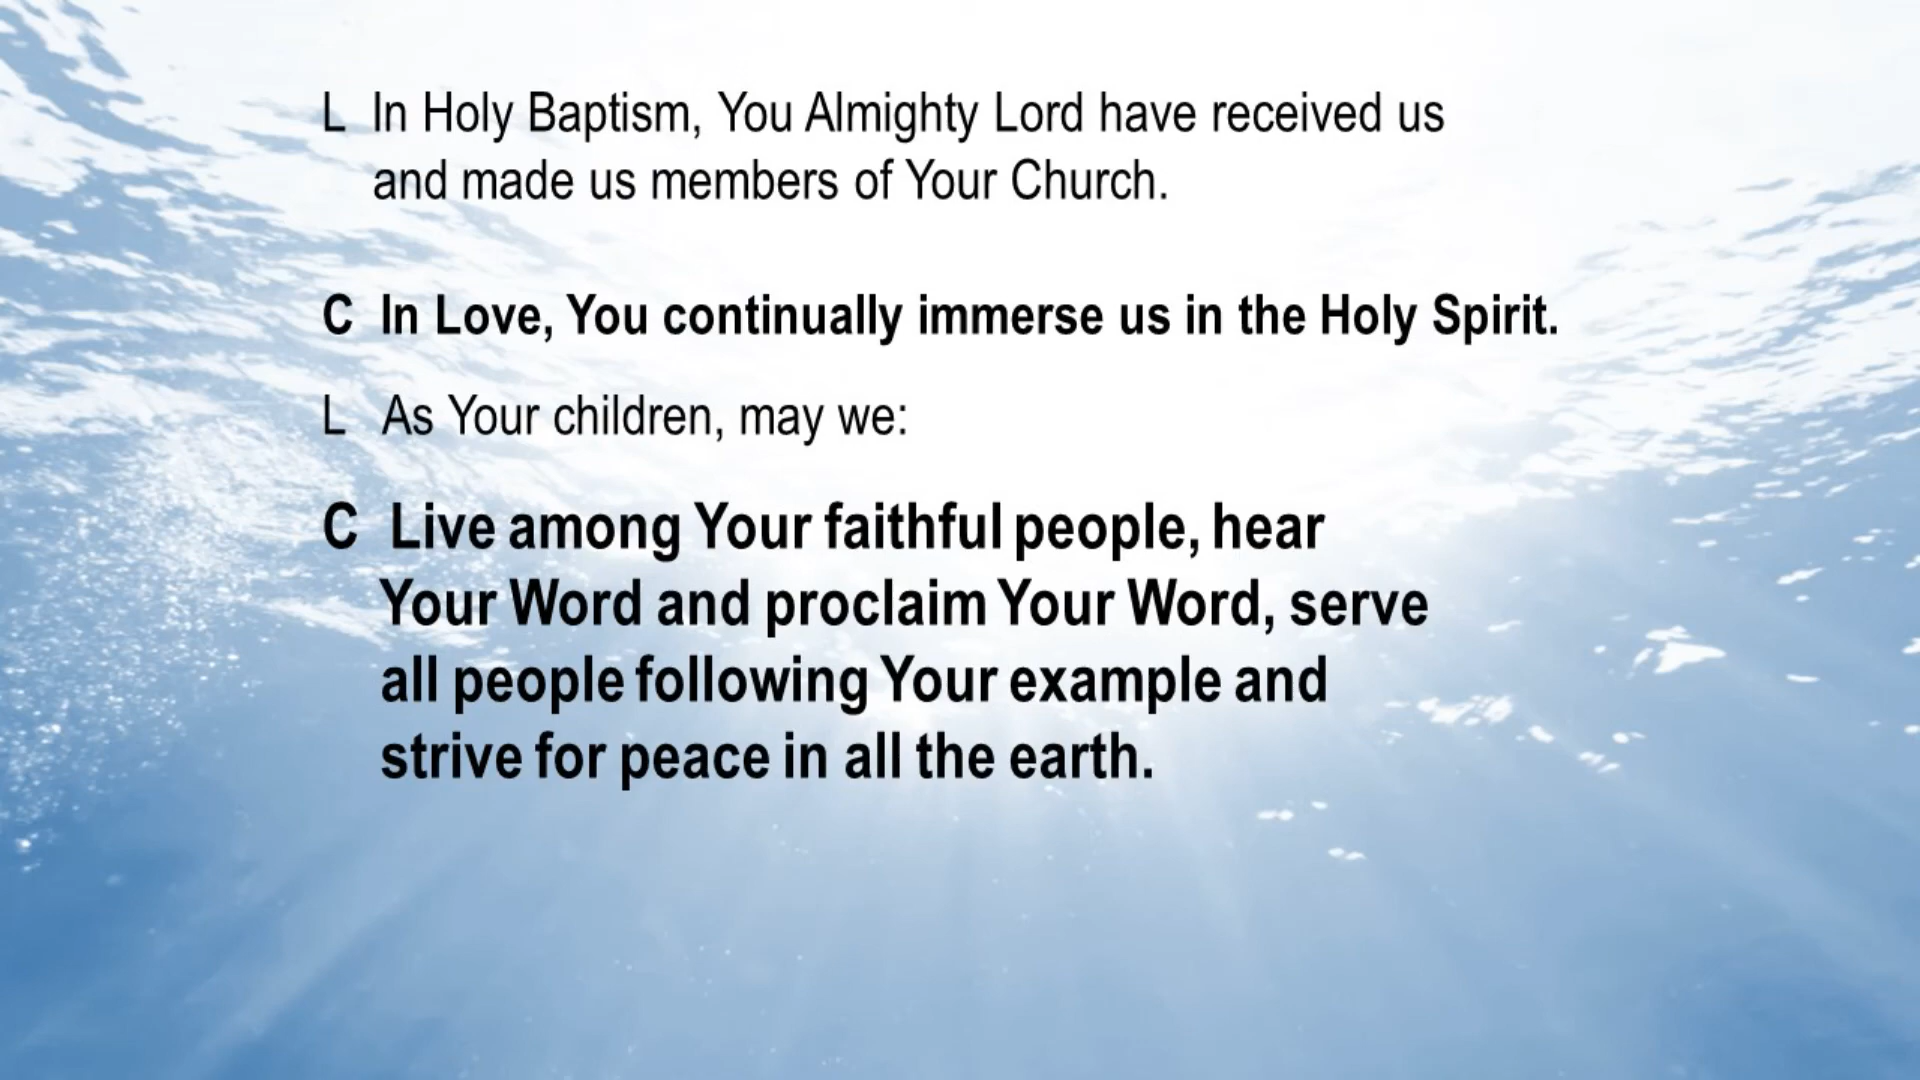 L In Holy Baptism, You Almighty Lord have received us
and made us members of Your Church.
C In Love, You continually immerse us in the Holy Spirit.
L As Your children, may we:
C Live among Your faithful people, hear
Your Word and proclaim Your Word, serve
all people following Your example and
strive for peace in all the earth.